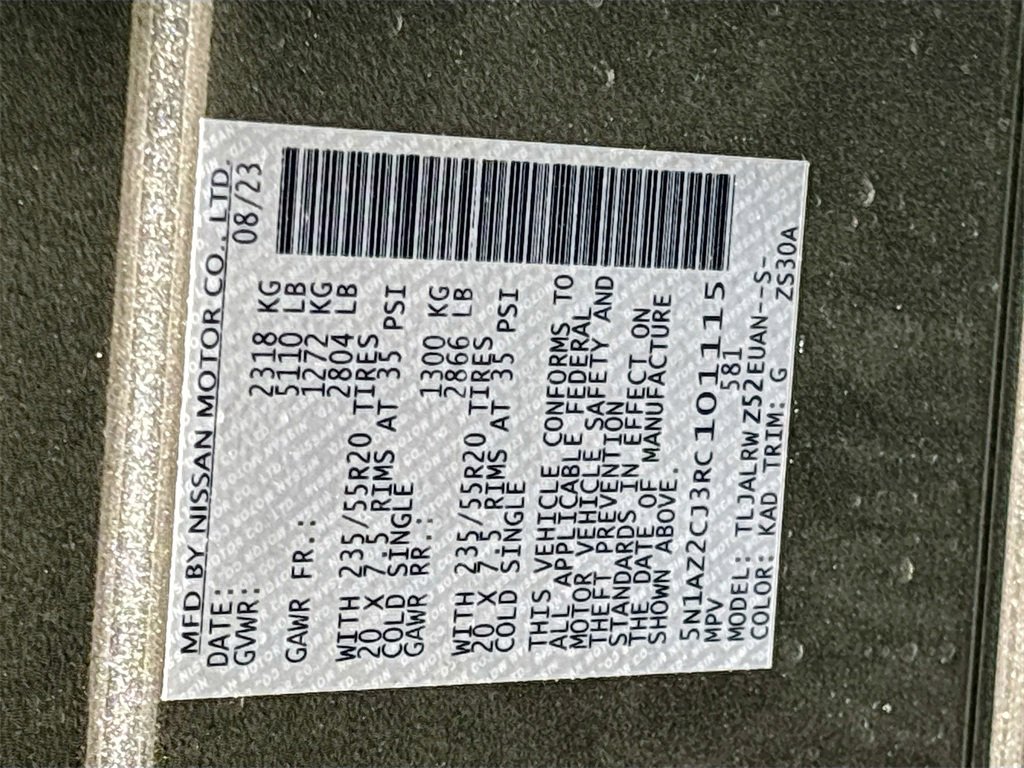 MFD BY NISSAN MOTOR CO., LTD.
DATE: 08/23
GVWR: 2318 KG
5110 LB
GAWR FR.: 1272 KG
2804 LB
WITH 235/55R20 TIRES
20 X 7.5 RIMS AT 35 PSI
COLD SINGLE
GAWR RR.: 1300 KG
2866 LB
WITH 235/55R20 TIRES
20 X 7.5 RIMS AT 35 PSI
COLD SINGLE
THIS VEHICLE CONFORMS TO
ALL APPLICABLE FEDERAL
MOTOR VEHICLE SAFETY AND
THEFT PREVENTION
STANDARDS IN EFFECT ON
THE DATE OF MANUFACTURE
SHOWN ABOVE.
5N1AZ2CJ3RC101115
MPV 581
MODEL: TLJALRWZ52EUAN--S-
COLOR: KAD TRIM: G ZS30A